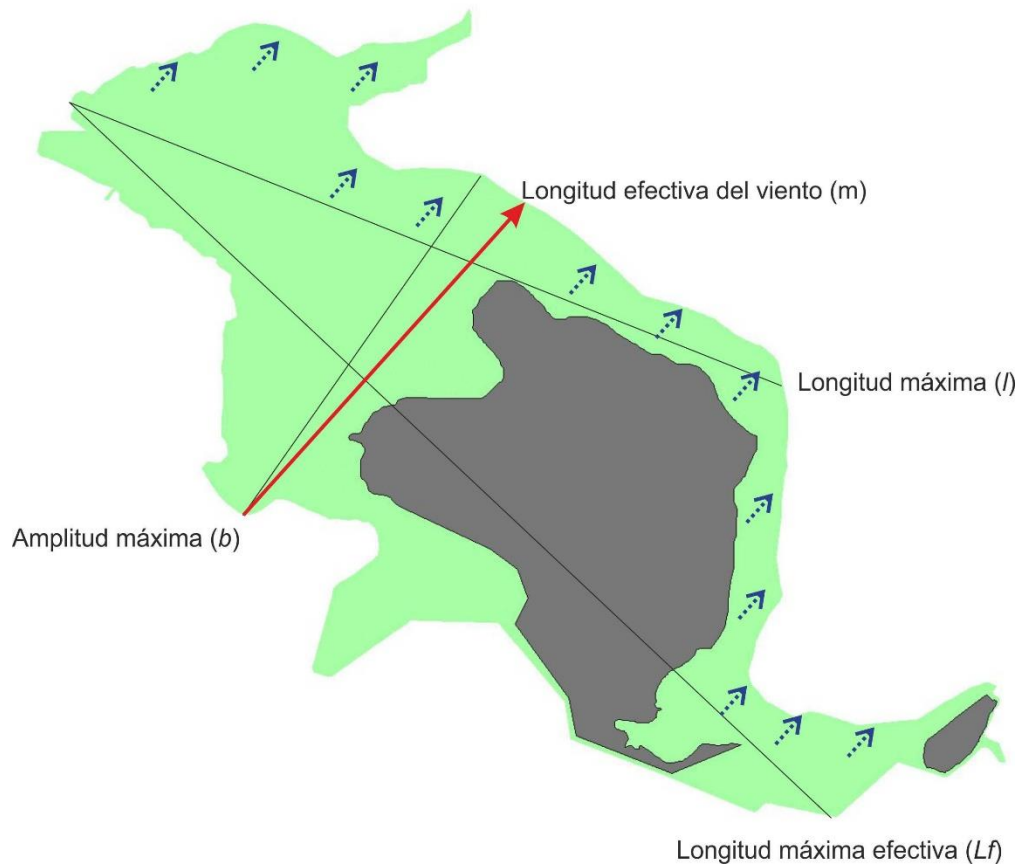 Longitud efectiva del viento (m)
Longitud máxima (l)
Amplitud máxima (b)
Longitud máxima efectiva (Lf)